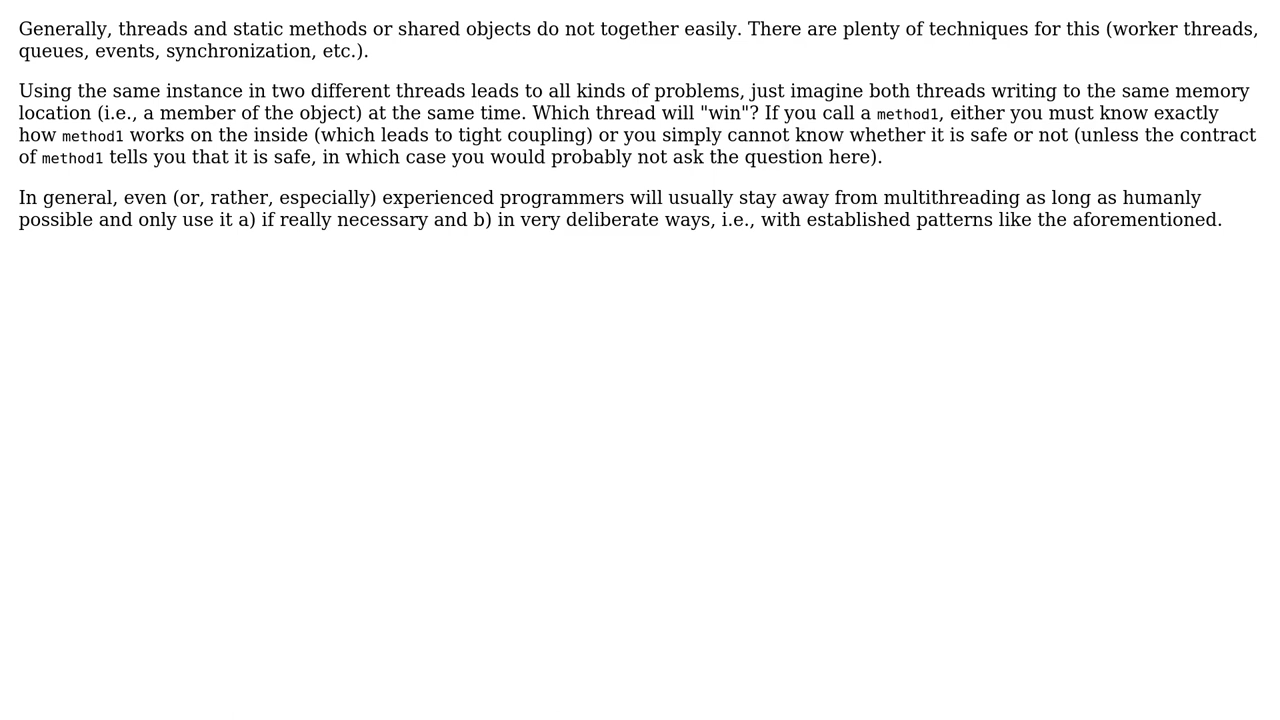 Generally, threads and static methods or shared objects do not together easily. There are plenty of techniques for this (worker threads,
queues, events, synchronization, etc.).
Using the same instance in two different threads leads to all kinds of problems, just imagine both threads writing to the same memory
location (i.e., a member of the object) at the same time. Which thread will "win"? If you call a method1, either you must know exactly
how method1 works on the inside (which leads to tight coupling) or you simply cannot know whether it is safe or not (unless the contract
of method1 tells you that it is safe, in which case you would probably not ask the question here).
In general, even (or, rather, especially) experienced programmers will usually stay away from multithreading as long as humanly
possible and only use it a) if really necessary and b) in very deliberate ways, i.e., with established patterns like the aforementioned.